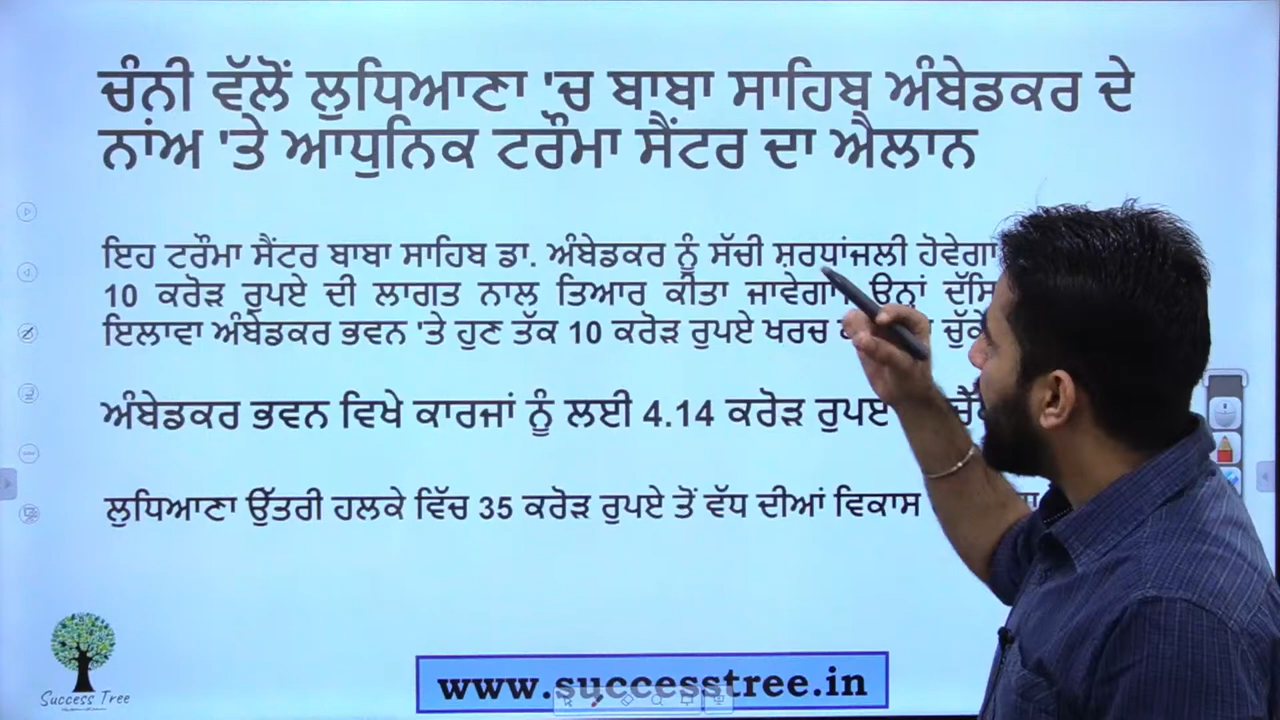 ਚੰਨੀ ਵੱਲੋਂ ਲੁਧਿਆਣਾ 'ਚ ਬਾਬਾ ਸਾਹਿਬ ਅੰਬੇਡਕਰ ਦੇ
ਨਾਂਅ 'ਤੇ ਆਧੁਨਿਕ ਟਰੌਮਾ ਸੈਂਟਰ ਦਾ ਐਲਾਨ
ਇਹ ਟਰੌਮਾ ਸੈਂਟਰ ਬਾਬਾ ਸਾਹਿਬ ਡਾ. ਅੰਬੇਡਕਰ ਨੂੰ ਸੱਚੀ ਸ਼ਰਧਾਂਜਲੀ ਹੋਵੇਗਾ
10 ਕਰੋੜ ਰੁਪਏ ਦੀ ਲਾਗਤ ਨਾਲ ਤਿਆਰ ਕੀਤਾ ਜਾਵੇਗਾ। ਉਨ੍ਹਾਂ
ਇਲਾਵਾ ਅੰਬੇਡਕਰ ਭਵਨ 'ਤੇ ਹੁਣ ਤੱਕ 10 ਕਰੋੜ ਰੁਪਏ ਖਰਚ
ਅੰਬੇਡਕਰ ਭਵਨ ਵਿਖੇ ਕਾਰਜਾਂ ਨੂੰ ਲਈ 4.14 ਕਰੋੜ
ਲੁਧਿਆਣਾ ਉੱਤਰੀ ਹਲਕੇ ਵਿੱਚ 35 ਕਰੋੜ ਰੁਪਏ ਤੋਂ ਵੱਧ ਦੀਆਂ ਵਿਕਾਸ
Success Tree
www.successtree.in